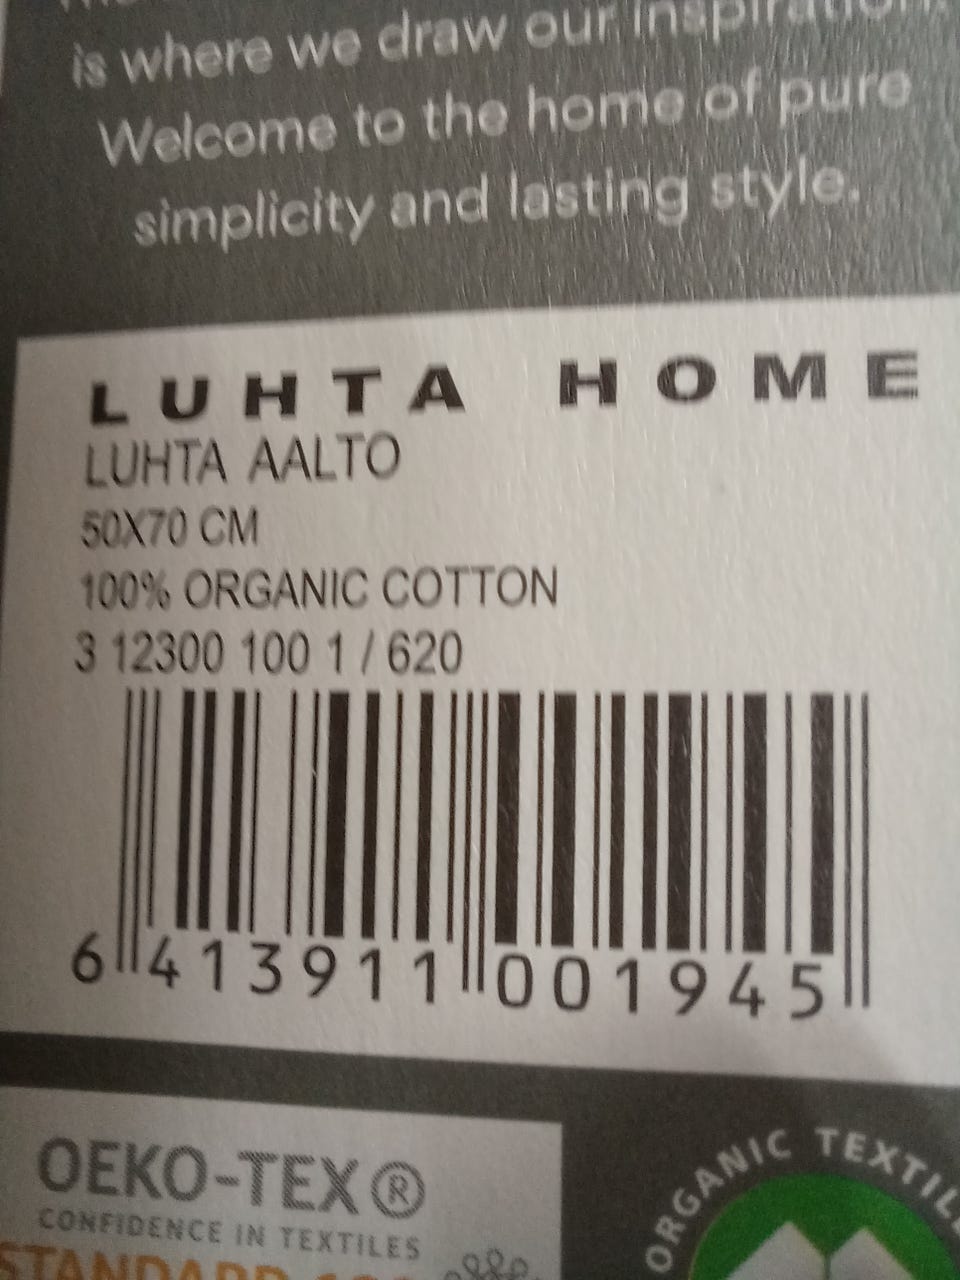 is where we draw our inspiration.
Welcome to the home of pure
simplicity and lasting style.
LUHTA HOME
LUHTA AALTO
50X70 CM
100% ORGANIC COTTON
3 12300 100 1 / 620
6 413911 001945
OEKO-TEX®
CONFIDENCE IN TEXTILES
STANDARD
ORGANIC TEXTIL